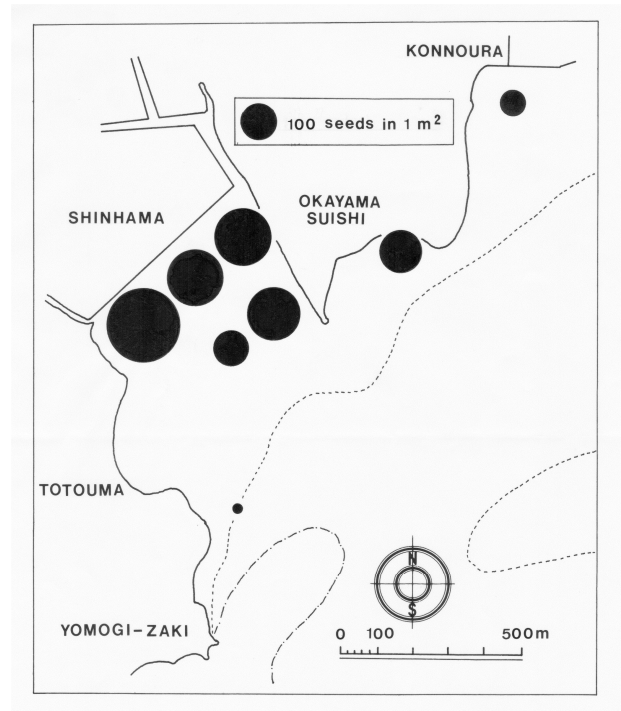 KONNOURA
100 seeds in 1 m²
OKAYAMA
SUISHI
SHINHAMA
TOTOUMA
N
S
YOMOGI-ZAKI
0 100 500m